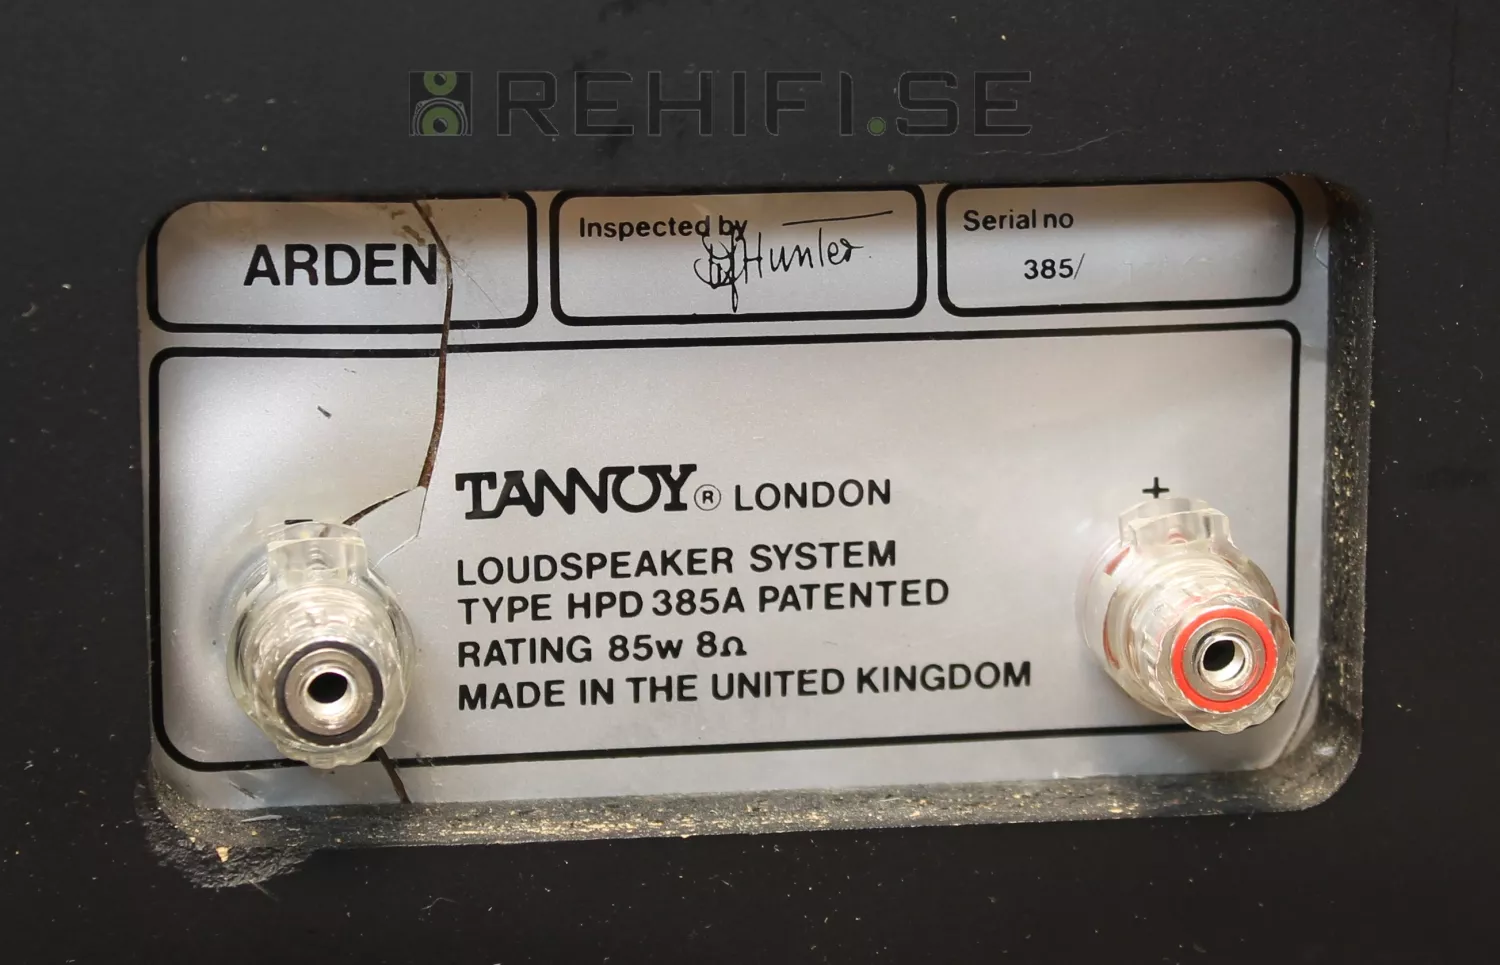 REHIFI.SE
ARDEN
Inspected by
Hunter
Serial no
385/
TANNOY® LONDON
LOUDSPEAKER SYSTEM
TYPE HPD 385A PATENTED
RATING 85w 8Ω
MADE IN THE UNITED KINGDOM
-
+